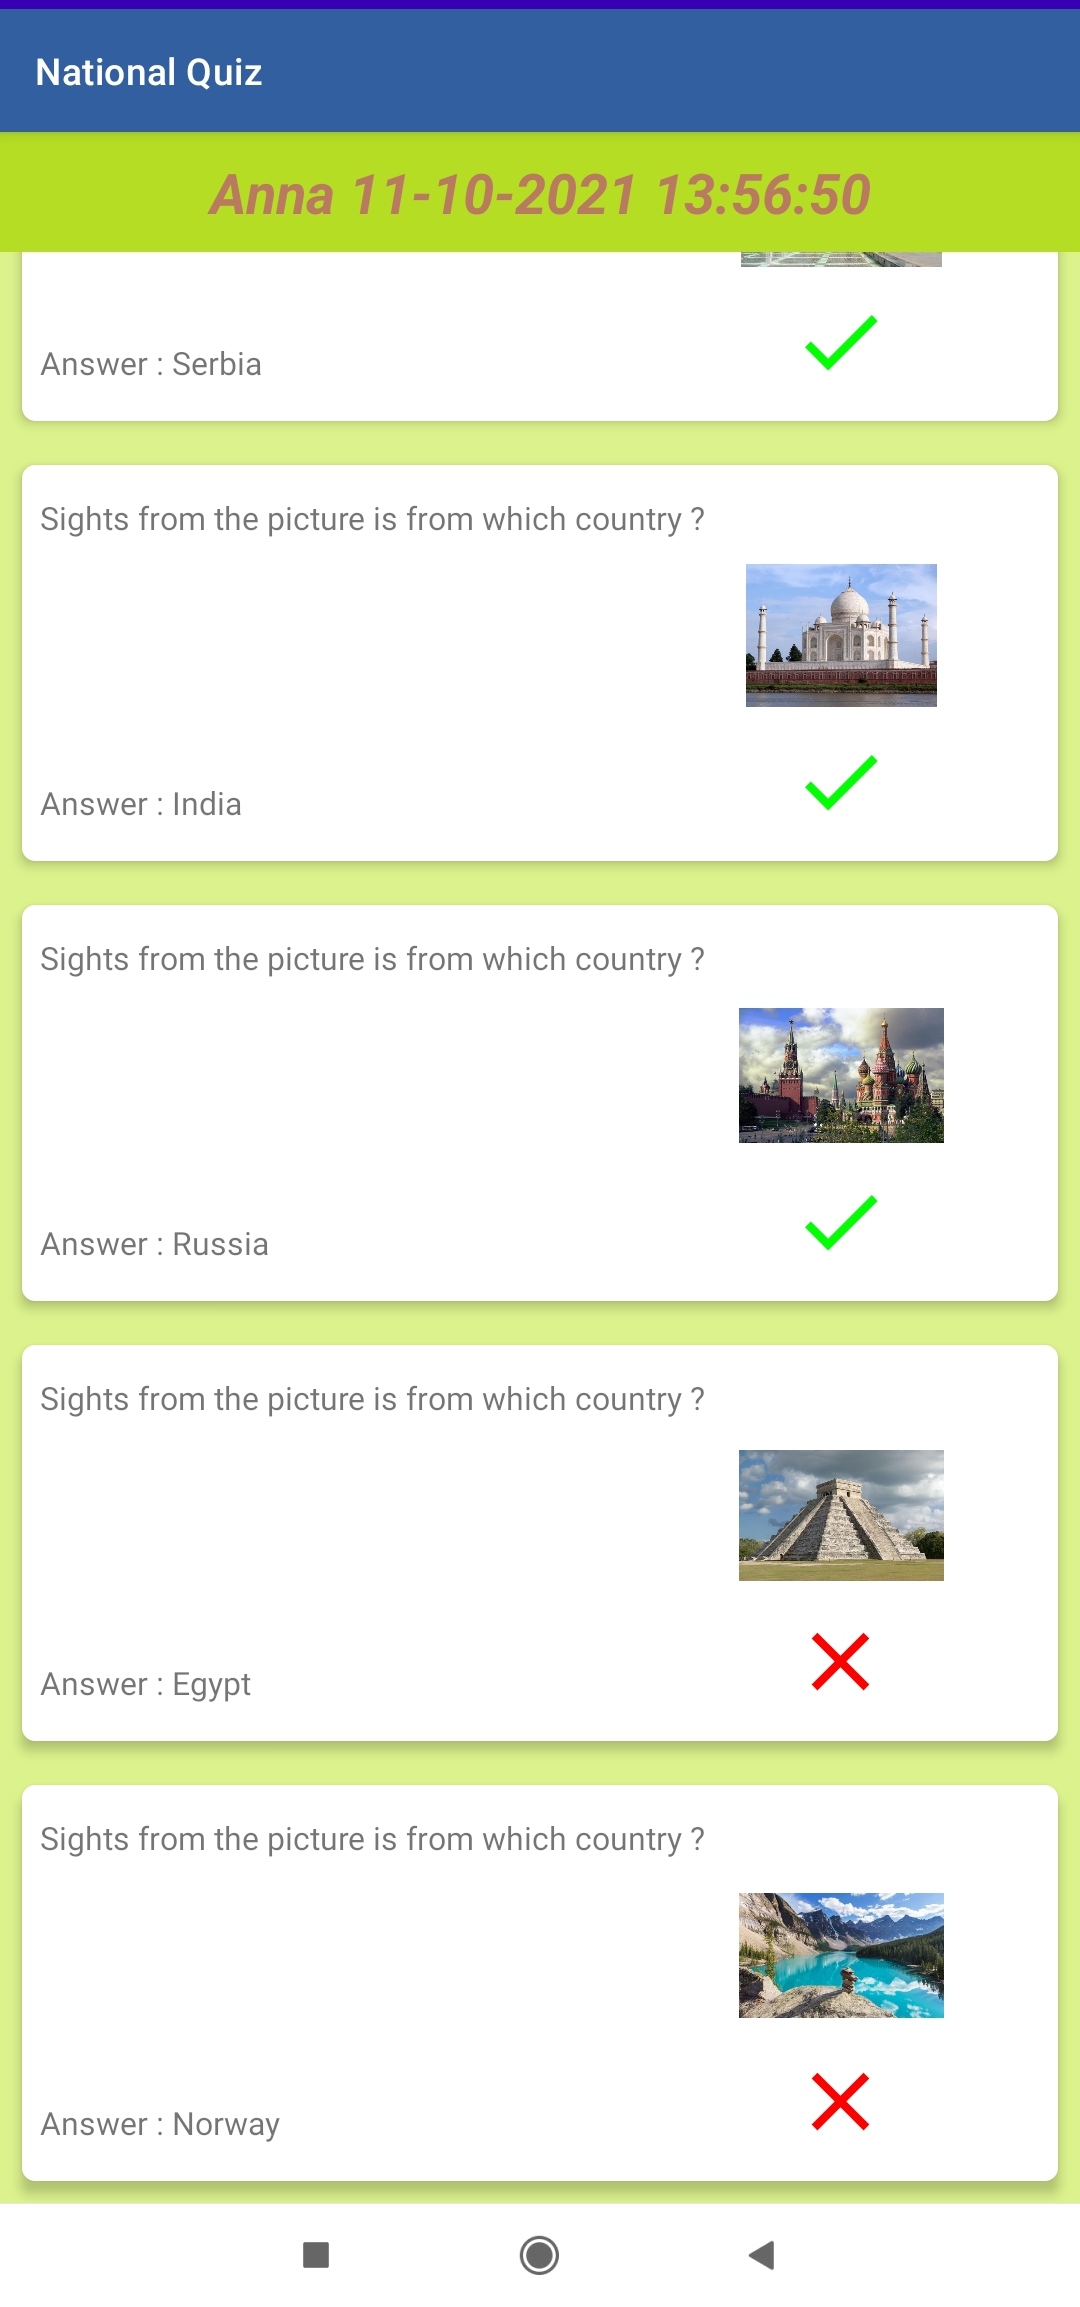 National Quiz
Anna 11-10-2021 13:56:50
Answer : Serbia
Sights from the picture is from which country ?
Answer : India
Sights from the picture is from which country ?
Answer : Russia
Sights from the picture is from which country ?
Answer : Egypt
Sights from the picture is from which country ?
Answer : Norway